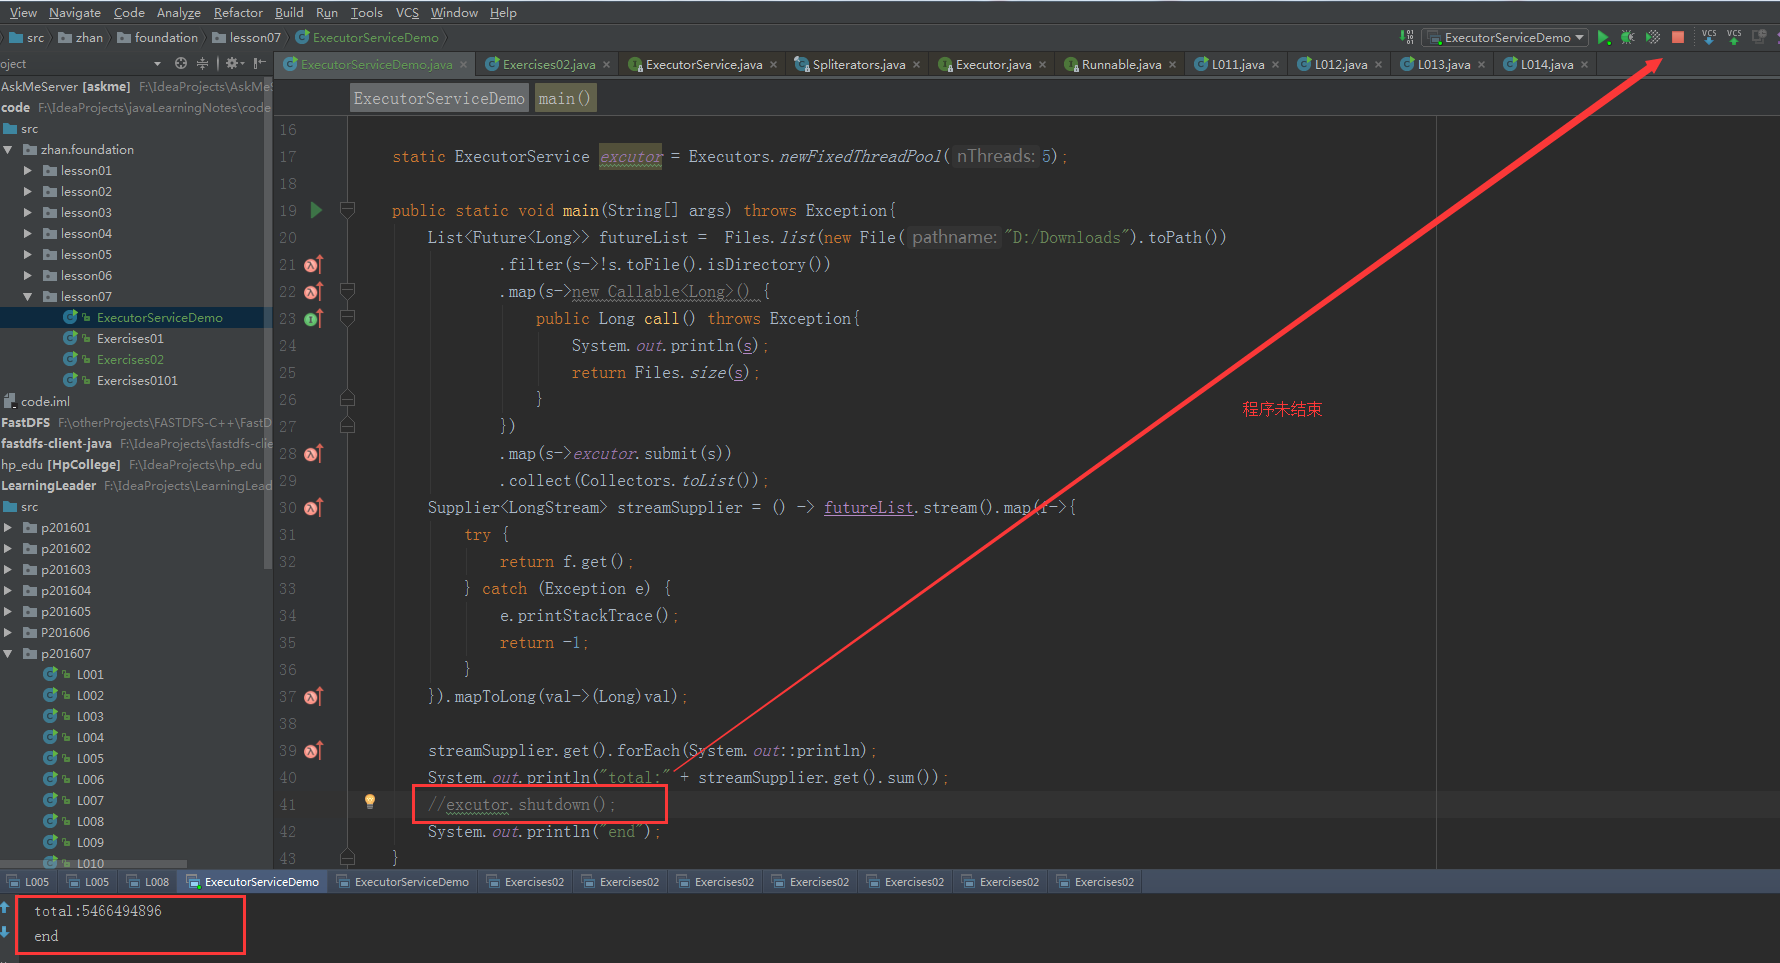 View Navigate Code Analyze Refactor Build Run Tools VCS Window Help
src zhan foundation lesson07 ExecutorServiceDemo
ExecutorServiceDemo VCS VCS
oject
ExecutorServiceDemo.java Exercises02.java ExecutorService.java Spliterators.java Executor.java Runnable.java L011.java L012.java L013.java L014.java
AskMeServer [askme] F:\IdeaProjects\AskMeS
code F:\IdeaProjects\javaLearningNotes\code
src
zhan.foundation
lesson01
lesson02
lesson03
lesson04
lesson05
lesson06
lesson07
ExecutorServiceDemo
Exercises01
Exercises02
Exercises0101
code.iml
FastDFS F:\otherProjects\FASTDFS-C++\FastD
fastdfs-client-java F:\IdeaProjects\fastdfs-clie
hp_edu [HpCollege] F:\IdeaProjects\hp_edu
LearningLeader F:\IdeaProjects\LearningLead
src
p201601
p201602
p201603
p201604
p201605
P201606
p201607
L001
L002
L003
L004
L005
L006
L007
L008
L009
L010
ExecutorServiceDemo main()
16
17 static ExecutorService excutor = Executors.newFixedThreadPool( nThreads: 5);
18
19 public static void main(String[] args) throws Exception{
20 List<Future<Long>> futureList = Files.list(new File( pathname: "D:/Downloads").toPath())
21 .filter(s->!s.toFile().isDirectory())
22 .map(s->new Callable<Long>() {
23 public Long call() throws Exception{
24 System.out.println(s);
25 return Files.size(s);
26 }
27 })
28 .map(s->excutor.submit(s))
29 .collect(Collectors.toList());
30 Supplier<LongStream> streamSupplier = () -> futureList.stream().map(f->{
31 try {
32 return f.get();
33 } catch (Exception e) {
34 e.printStackTrace();
35 return -1;
36 }
37 }).mapToLong(val->(Long)val);
38
39 streamSupplier.get().forEach(System.out::println);
40 System.out.println("total:" + streamSupplier.get().sum());
41 //excutor.shutdown();
42 System.out.println("end");
43 }
程序未结束
L005 L005 L008 ExecutorServiceDemo ExecutorServiceDemo Exercises02 Exercises02 Exercises02 Exercises02 Exercises02 Exercises02 Exercises02
total:5466494896
end